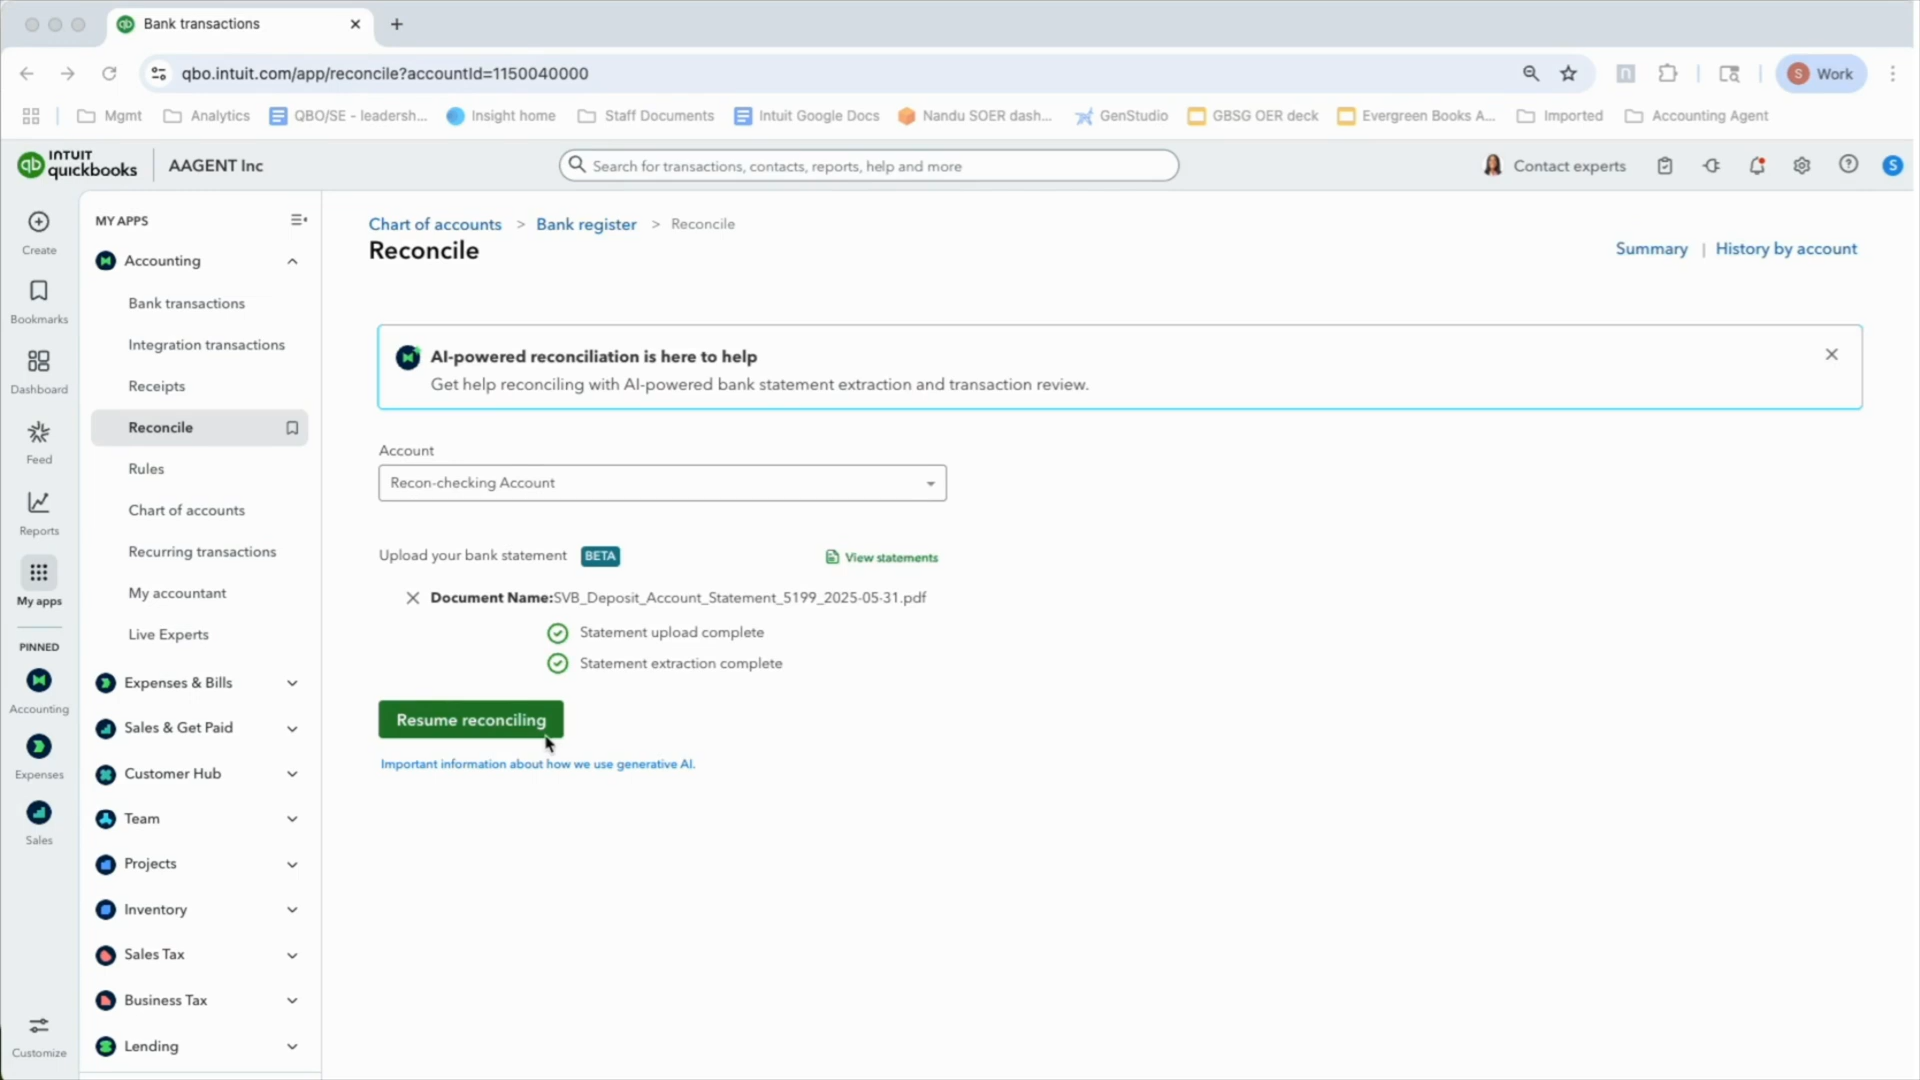 Bank transactions
qbo.intuit.com/app/reconcile?accountId=1150040000
S Work
Mgmt
Analytics
QBO/SE - leadersh...
Insight home
Staff Documents
Intuit Google Docs
Nandu SOER dash...
GenStudio
GBSG OER deck
Evergreen Books A...
Imported
Accounting Agent
qb INTUIT quickbooks
AAGENT Inc
Search for transactions, contacts, reports, help and more
Contact experts
S
Create
Bookmarks
Dashboard
Feed
Reports
My apps
PINNED
Accounting
Expenses
Sales
Customize
MY APPS
Accounting
Bank transactions
Integration transactions
Receipts
Reconcile
Rules
Chart of accounts
Recurring transactions
My accountant
Live Experts
Expenses & Bills
Sales & Get Paid
Customer Hub
Team
Projects
Inventory
Sales Tax
Business Tax
Lending
Chart of accounts > Bank register > Reconcile
Reconcile
Summary | History by account
AI-powered reconciliation is here to help
Get help reconciling with AI-powered bank statement extraction and transaction review.
Account
Recon-checking Account
Upload your bank statement BETA
View statements
Document Name:SVB_Deposit_Account_Statement_5199_2025-05-31.pdf
Statement upload complete
Statement extraction complete
Resume reconciling
Important information about how we use generative AI.